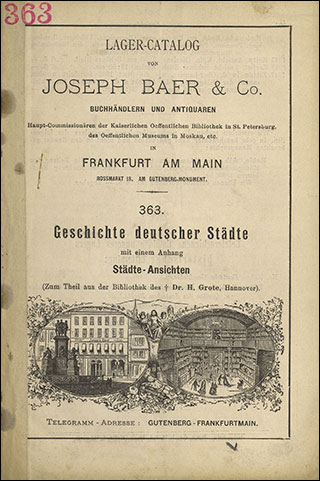 363
LAGER-CATALOG
VON
JOSEPH BAER & Co.
BUCHHÄNDLERN UND ANTIQUAREN
Haupt-Commissionären der Kaiserlichen Oeffentlichen Bibliothek in St. Petersburg,
des Oeffentlichen Museums in Moskau, etc.
IN
FRANKFURT AM MAIN
ROSSMARKT 18, AM GUTENBERG-MONUMENT.
363.
Geschichte deutscher Städte
mit einem Anhang
Städte-Ansichten
(Zum Theil aus der Bibliothek des † Dr. H. Grote, Hannover).
TELEGRAMM - ADRESSE : GUTENBERG - FRANKFURTMAIN.